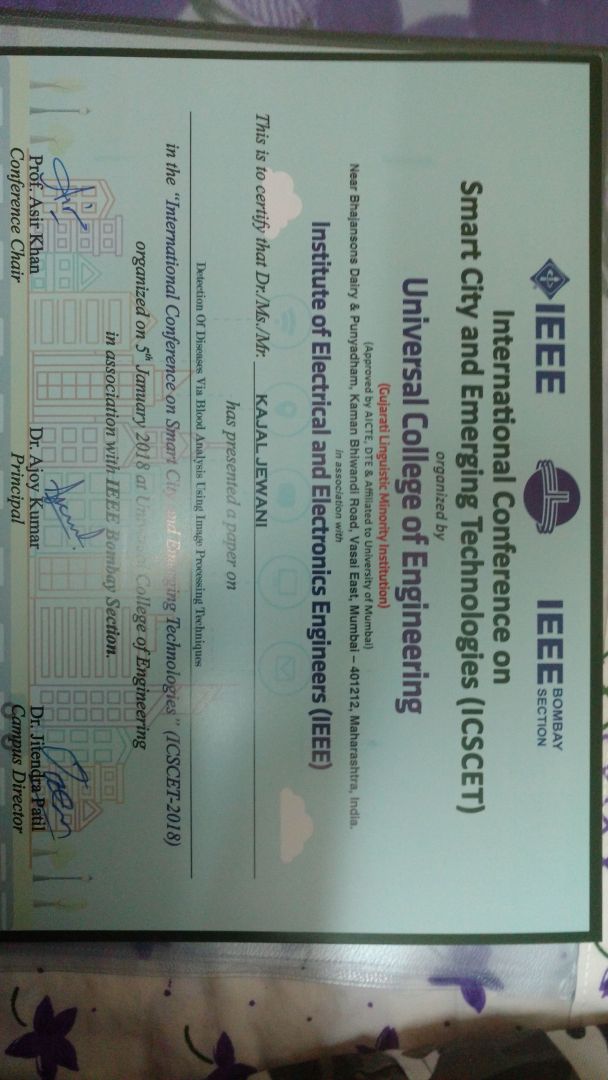 IEEE
IEEE BOMBAY SECTION
International Conference on
Smart City and Emerging Technologies (ICSCET)
organized by
Universal College of Engineering
(Gujarati Linguistic Minority Institution)
(Approved by AICTE, DTE & Affiliated to University of Mumbai)
Near Bhajansons Dairy & Punyadham, Kaman Bhiwandi Road, Vasai East, Mumbai – 401212, Maharashtra, India.
in association with
Institute of Electrical and Electronics Engineers (IEEE)
This is to certify that Dr./Ms./Mr. KAJAL JEWANI
has presented a paper on
Detection Of Diseases Via Blood Analysis Using Image Processing Techniques
in the "International Conference on Smart City and Emerging Technologies" (ICSCET-2018)
organized on 5th January 2018 at Universal College of Engineering
in association with IEEE Bombay Section.
Prof. Asir Khan Dr. Ajoy Kumar Dr. Jitendra Patil
Conference Chair Principal Campus Director